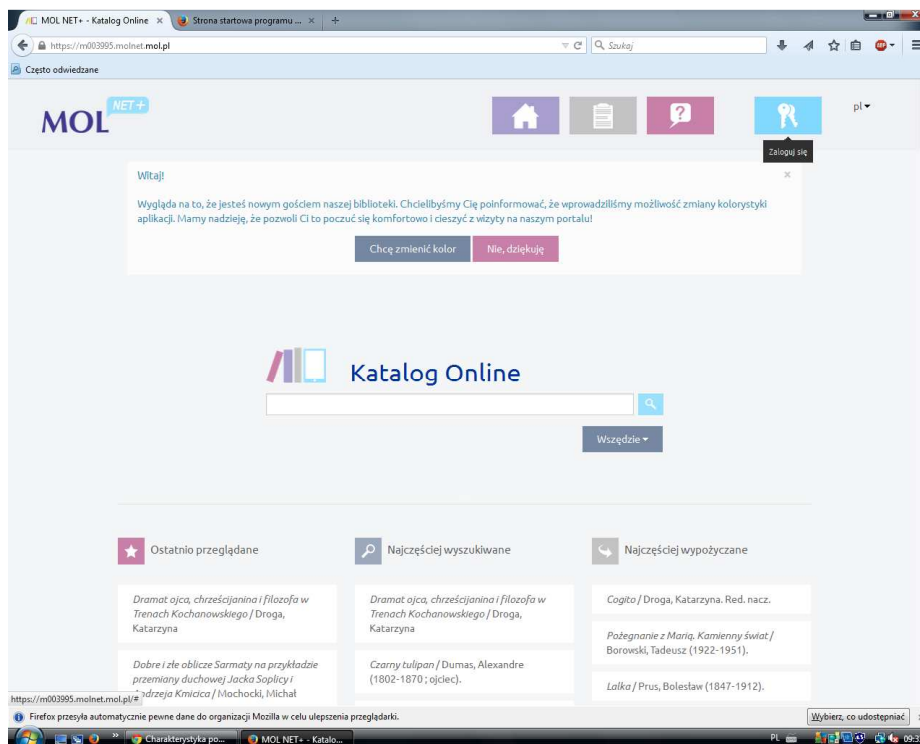 MOL NET+ - Katalog Online × Strona startowa programu ... × +
https://m003995.molnet.mol.pl Szukaj
Często odwiedzane
MOL NET+ pl
Zaloguj się
Witaj! ×
Wygląda na to, że jesteś nowym gościem naszej biblioteki. Chcielibyśmy Cię poinformować, że wprowadziliśmy możliwość zmiany kolorystyki
aplikacji. Mamy nadzieję, że pozwoli Ci to poczuć się komfortowo i cieszyć z wizyty na naszym portalu!
Chcę zmienić kolor Nie, dziękuję
Katalog Online
Wszędzie
Ostatnio przeglądane
Dramat ojca, chrześcijanina i filozofa w
Trenach Kochanowskiego / Droga,
Katarzyna
Dobre i złe oblicze Sarmaty na przykładzie
przemiany duchowej Jacka Soplicy i
Andrzeja Kmicica / Mochocki, Michał
Najczęściej wyszukiwane
Dramat ojca, chrześcijanina i filozofa w
Trenach Kochanowskiego / Droga,
Katarzyna
Czarny tulipan / Dumas, Alexandre
(1802-1870 ; ojciec).
Najczęściej wypożyczane
Cogito / Droga, Katarzyna. Red. nacz.
Pożegnanie z Marią. Kamienny świat /
Borowski, Tadeusz (1922-1951).
Lalka / Prus, Bolesław (1847-1912).
https://m003995.molnet.mol.pl/#
Firefox przesyła automatycznie pewne dane do organizacji Mozilla w celu ulepszenia przeglądarki. Wybierz, co udostępniać
Charakterystyka po... MOL NET+ - Katalo... PL